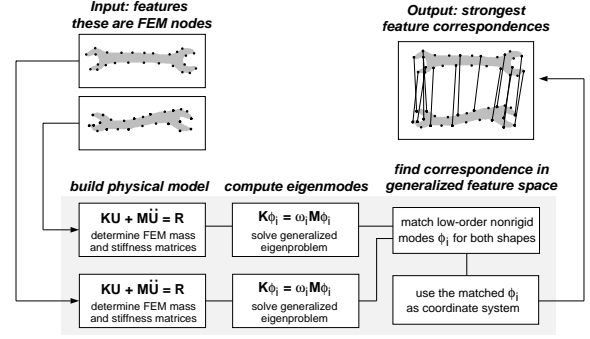 Input: features
these are FEM nodes
Output: strongest
feature correspondences
build physical model
compute eigenmodes
find correspondence in
generalized feature space
KU + MÜ = R
determine FEM mass
and stiffness matrices
Kϕᵢ = ωᵢMϕᵢ
solve generalized
eigenproblem
match low-order nonrigid
modes ϕᵢ for both shapes
KU + MÜ = R
determine FEM mass
and stiffness matrices
Kϕᵢ = ωᵢMϕᵢ
solve generalized
eigenproblem
use the matched ϕᵢ
as coordinate system